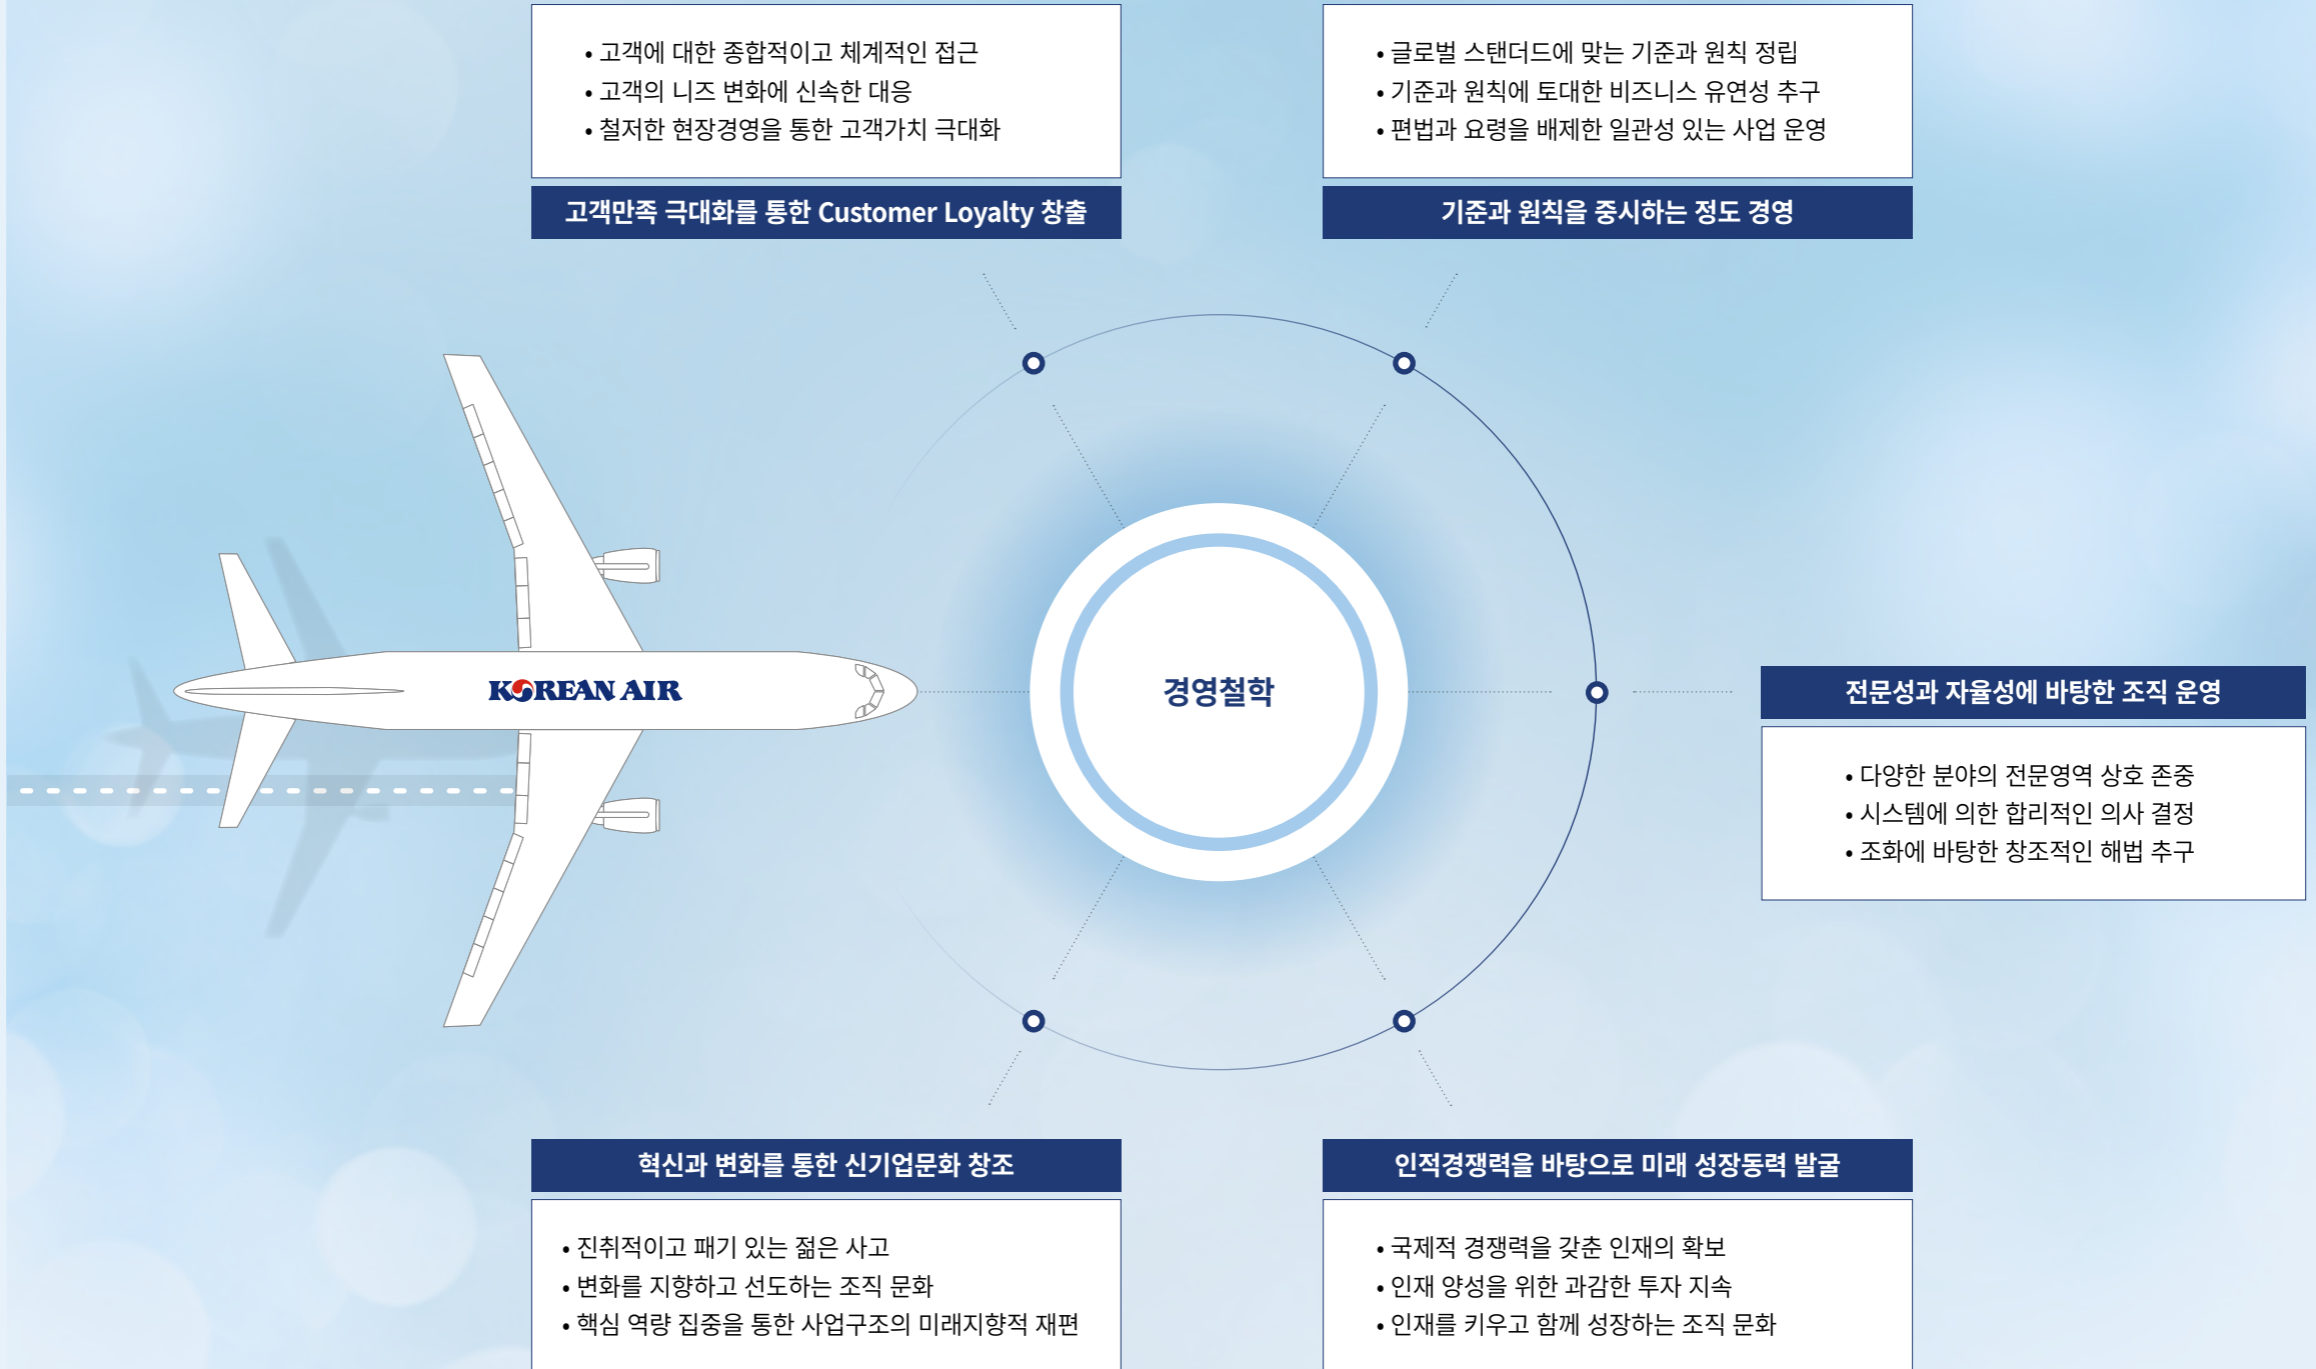 • 고객에 대한 종합적이고 체계적인 접근
• 고객의 니즈 변화에 신속한 대응
• 철저한 현장경영을 통한 고객가치 극대화
고객만족 극대화를 통한 Customer Loyalty 창출
• 글로벌 스탠더드에 맞는 기준과 원칙 정립
• 기준과 원칙에 토대한 비즈니스 유연성 추구
• 편법과 요령을 배제한 일관성 있는 사업 운영
기준과 원칙을 중시하는 정도 경영
KOREAN AIR
경영철학
전문성과 자율성에 바탕한 조직 운영
• 다양한 분야의 전문영역 상호 존중
• 시스템에 의한 합리적인 의사 결정
• 조화에 바탕한 창조적인 해법 추구
혁신과 변화를 통한 신기업문화 창조
• 진취적이고 패기 있는 젊은 사고
• 변화를 지향하고 선도하는 조직 문화
• 핵심 역량 집중을 통한 사업구조의 미래지향적 재편
인적경쟁력을 바탕으로 미래 성장동력 발굴
• 국제적 경쟁력을 갖춘 인재의 확보
• 인재 양성을 위한 과감한 투자 지속
• 인재를 키우고 함께 성장하는 조직 문화